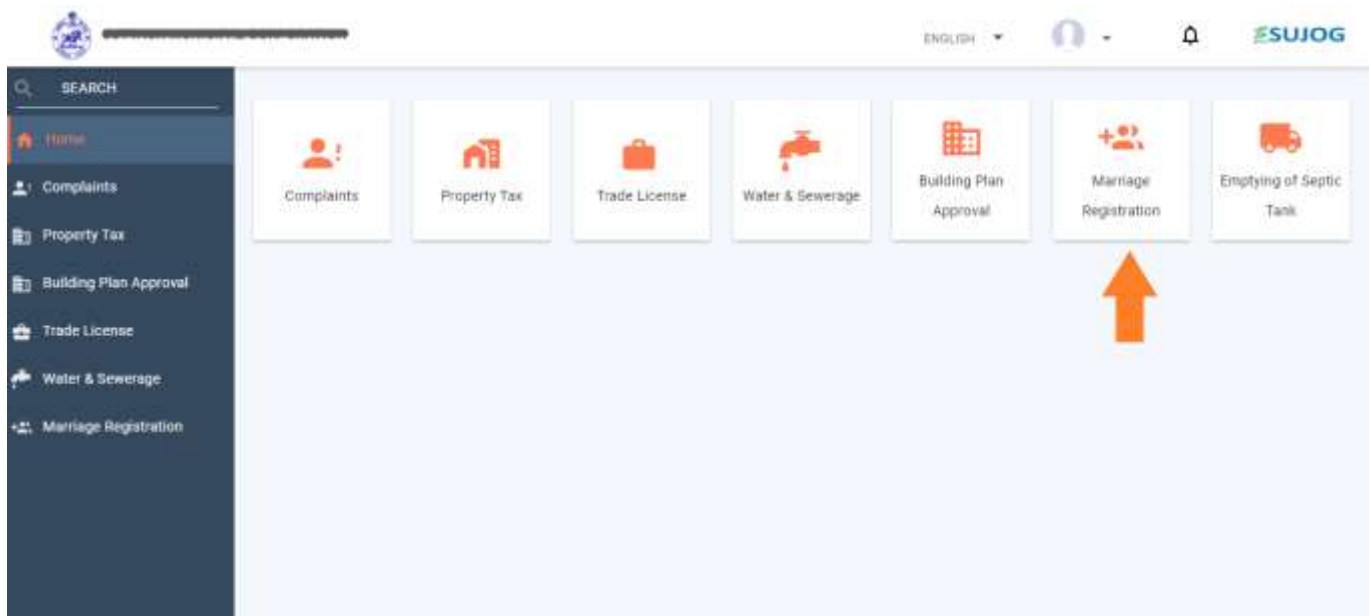 ENGLISH
SUJOG
SEARCH
Home
Complaints
Property Tax
Building Plan Approval
Trade License
Water & Sewerage
Marriage Registration
Complaints
Property Tax
Trade License
Water & Sewerage
Building Plan
Approval
Marriage
Registration
Emptying of Septic
Tank